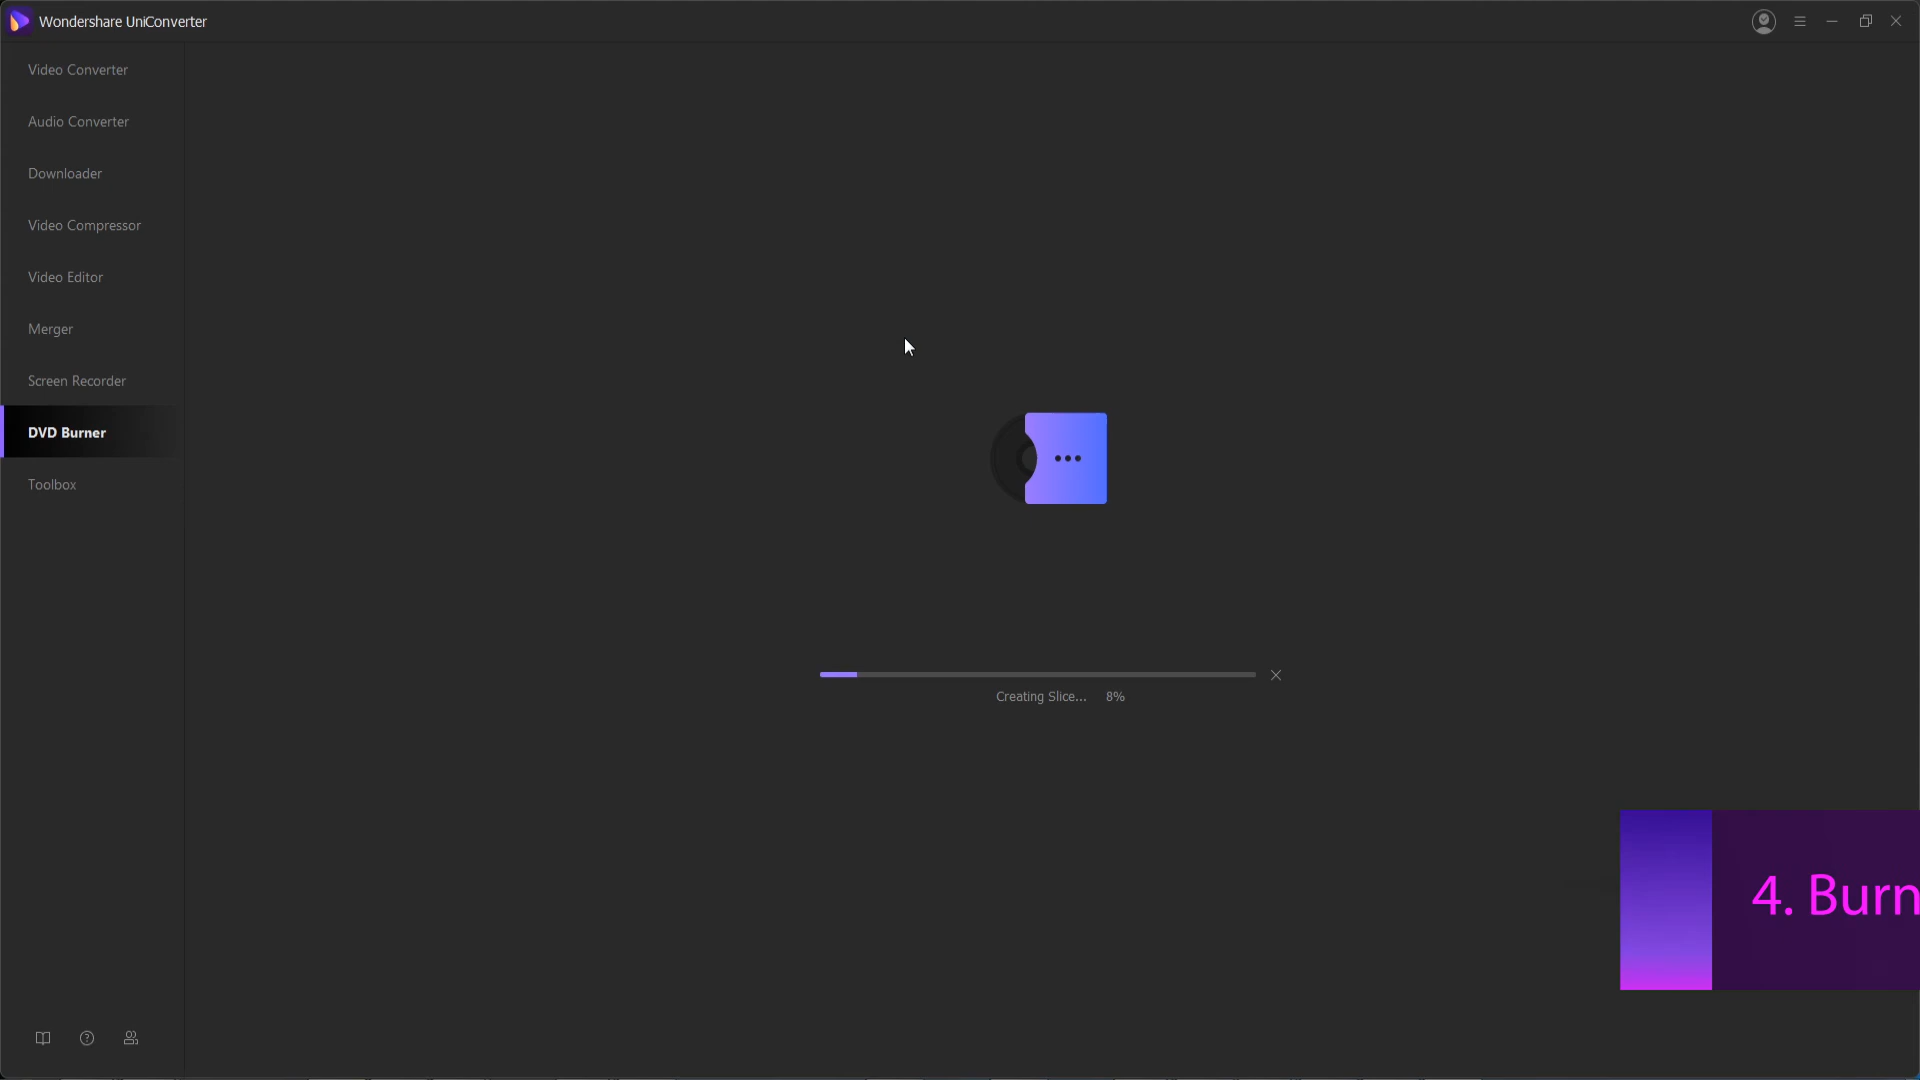 Wondershare UniConverter
Video Converter
Audio Converter
Downloader
Video Compressor
Video Editor
Merger
Screen Recorder
DVD Burner
Toolbox
Creating Slice... 8%
4. Burn